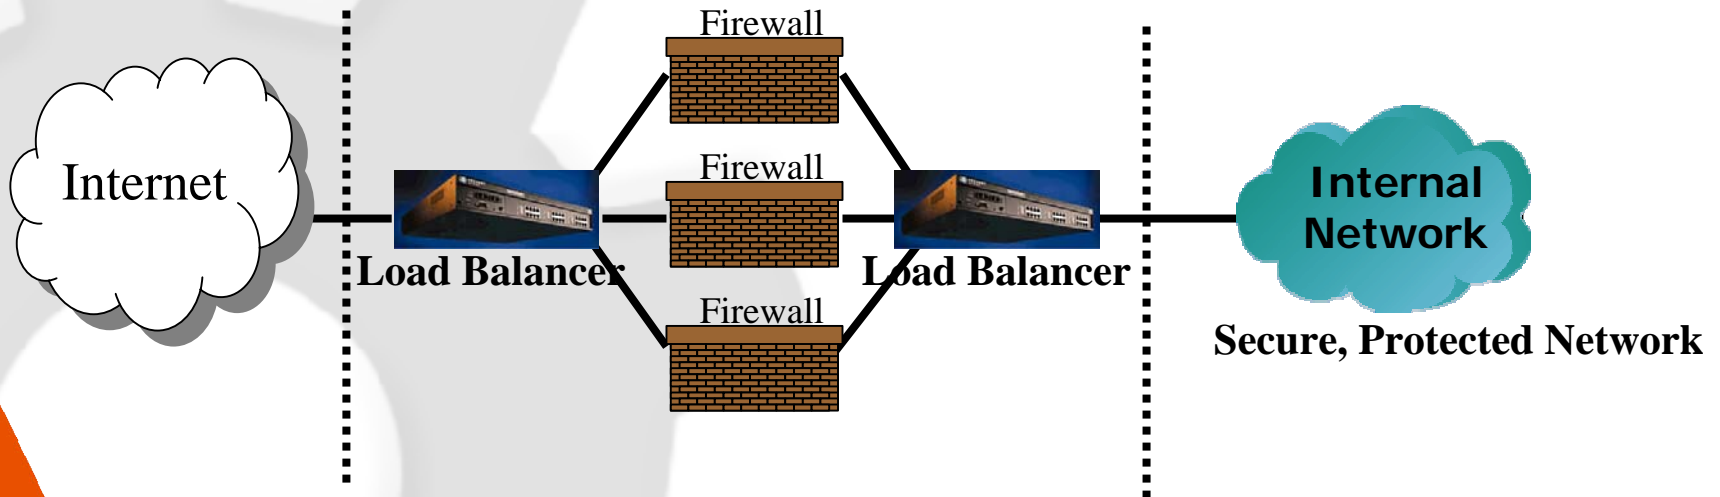 Firewall
Internet
Firewall
Load Balancer
Load Balancer
Firewall
Internal
Network
Secure, Protected Network